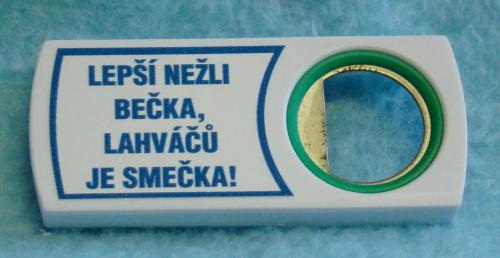 LEPŠÍ NEŽLI
BEČKA,
LAHVÁČŮ
JE SMEČKA!